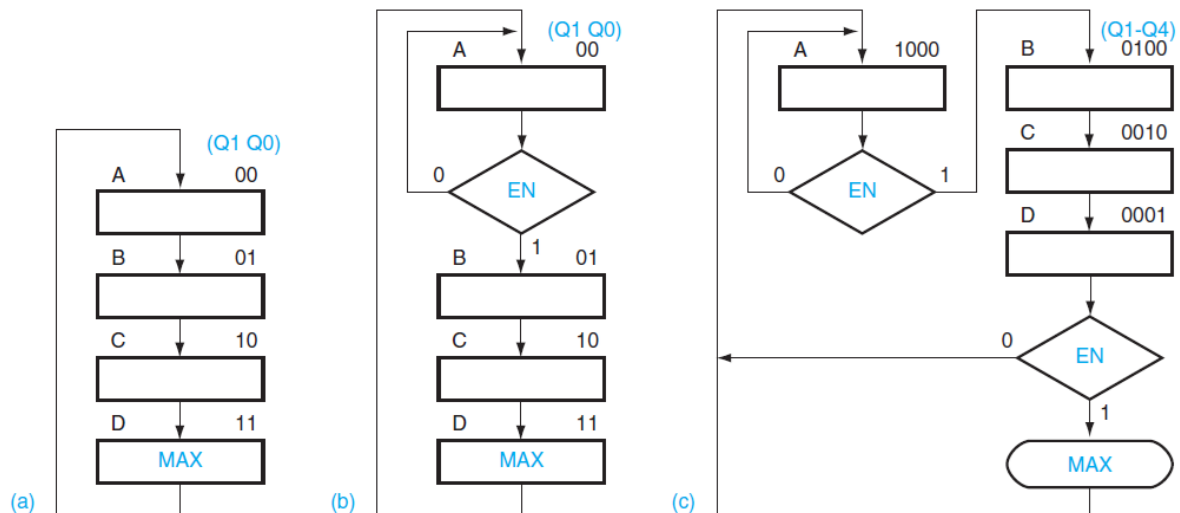 (Q1 Q0)
A 00
B 01
C 10
D 11
MAX
(a)
(Q1 Q0)
A 00
EN
0
1
B 01
C 10
D 11
MAX
(b)
A 1000
EN
0
1
(Q1-Q4)
B 0100
C 0010
D 0001
EN
0
1
MAX
(c)